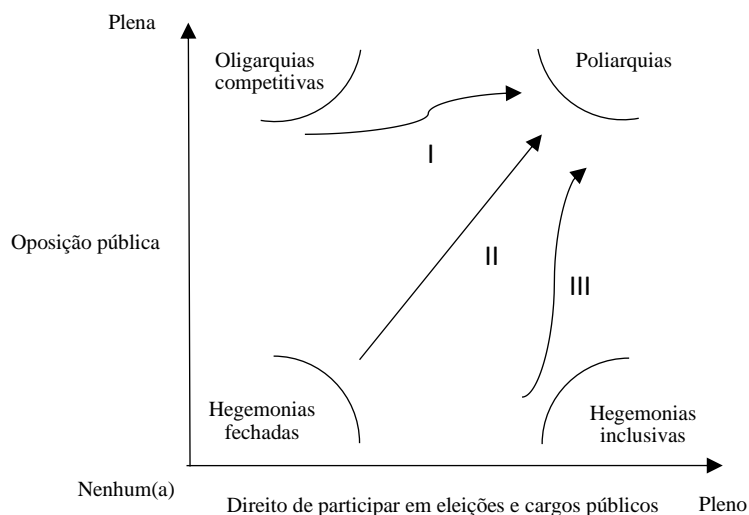 Plena
Oligarquias
competitivas
Poliarquias
I
Oposição pública
II
III
Hegemonias
fechadas
Hegemonias
inclusivas
Nenhum(a)
Direito de participar em eleições e cargos públicos
Pleno